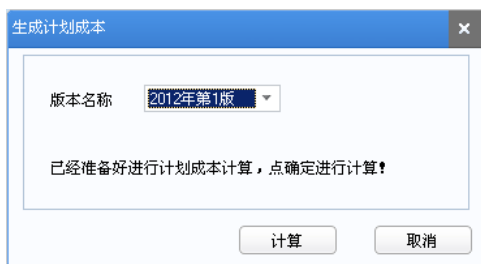 生成计划成本
版本名称 2012年第1版
已经准备好进行计划成本计算，点确定进行计算！
计算 取消